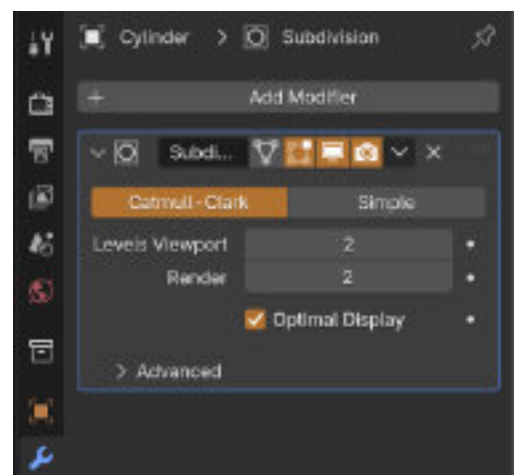 Cylinder > Subdivision
+ Add Modifier
Subdi...
Catmull-Clark Simple
Levels Viewport 2
Render 2
Optimal Display
> Advanced